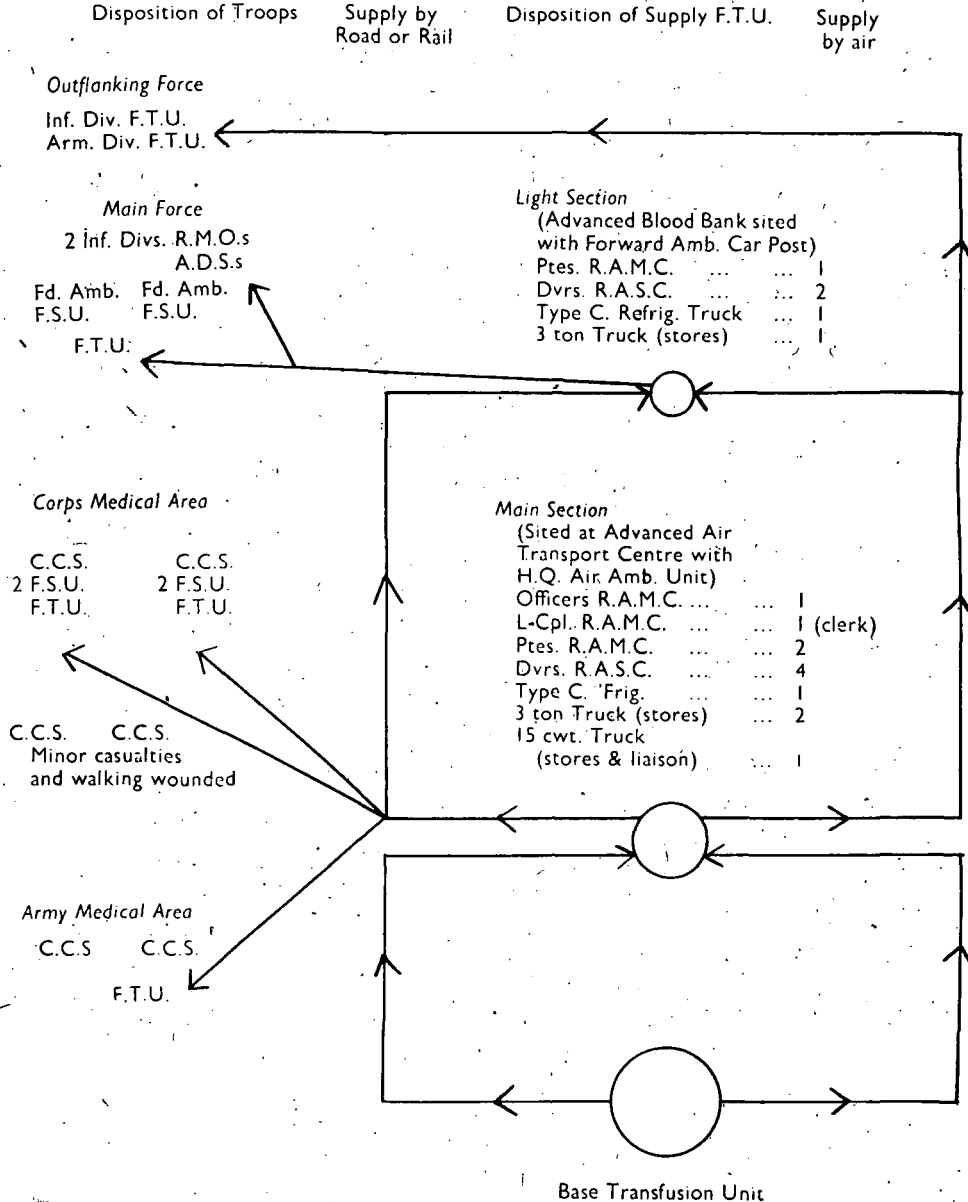 Disposition of Troops
Supply by
Road or Rail
Disposition of Supply F.T.U.
Supply
by air
Outflanking Force
Inf. Div. F.T.U.
Arm. Div. F.T.U.
Main Force
2 Inf. Divs. R.M.O.s
A.D.S.s
Fd. Amb. Fd. Amb.
F.S.U. F.S.U.
F.T.U.
Light Section
(Advanced Blood Bank sited
with Forward Amb. Car Post)
Ptes. R.A.M.C. ... ... 1
Dvrs. R.A.S.C. ... ... 2
Type C. Refrig. Truck ... 1
3 ton Truck (stores) ... 1
Corps Medical Area
C.C.S. C.C.S.
2 F.S.U. 2 F.S.U.
F.T.U. F.T.U.
C.C.S. C.C.S.
Minor casualties
and walking wounded
Main Section
(Sited at Advanced Air
Transport Centre with
H.Q. Air Amb. Unit)
Officers R.A.M.C. ... ... 1
L-Cpl. R.A.M.C. ... ... 1 (clerk)
Ptes. R.A.M.C. ... ... 2
Dvrs. R.A.S.C. ... ... 4
Type C. 'Frig. ... ... 1
3 ton Truck (stores) ... 2
15 cwt. Truck
(stores & liaison) ... 1
Army Medical Area
C.C.S C.C.S.
F.T.U.
Base Transfusion Unit